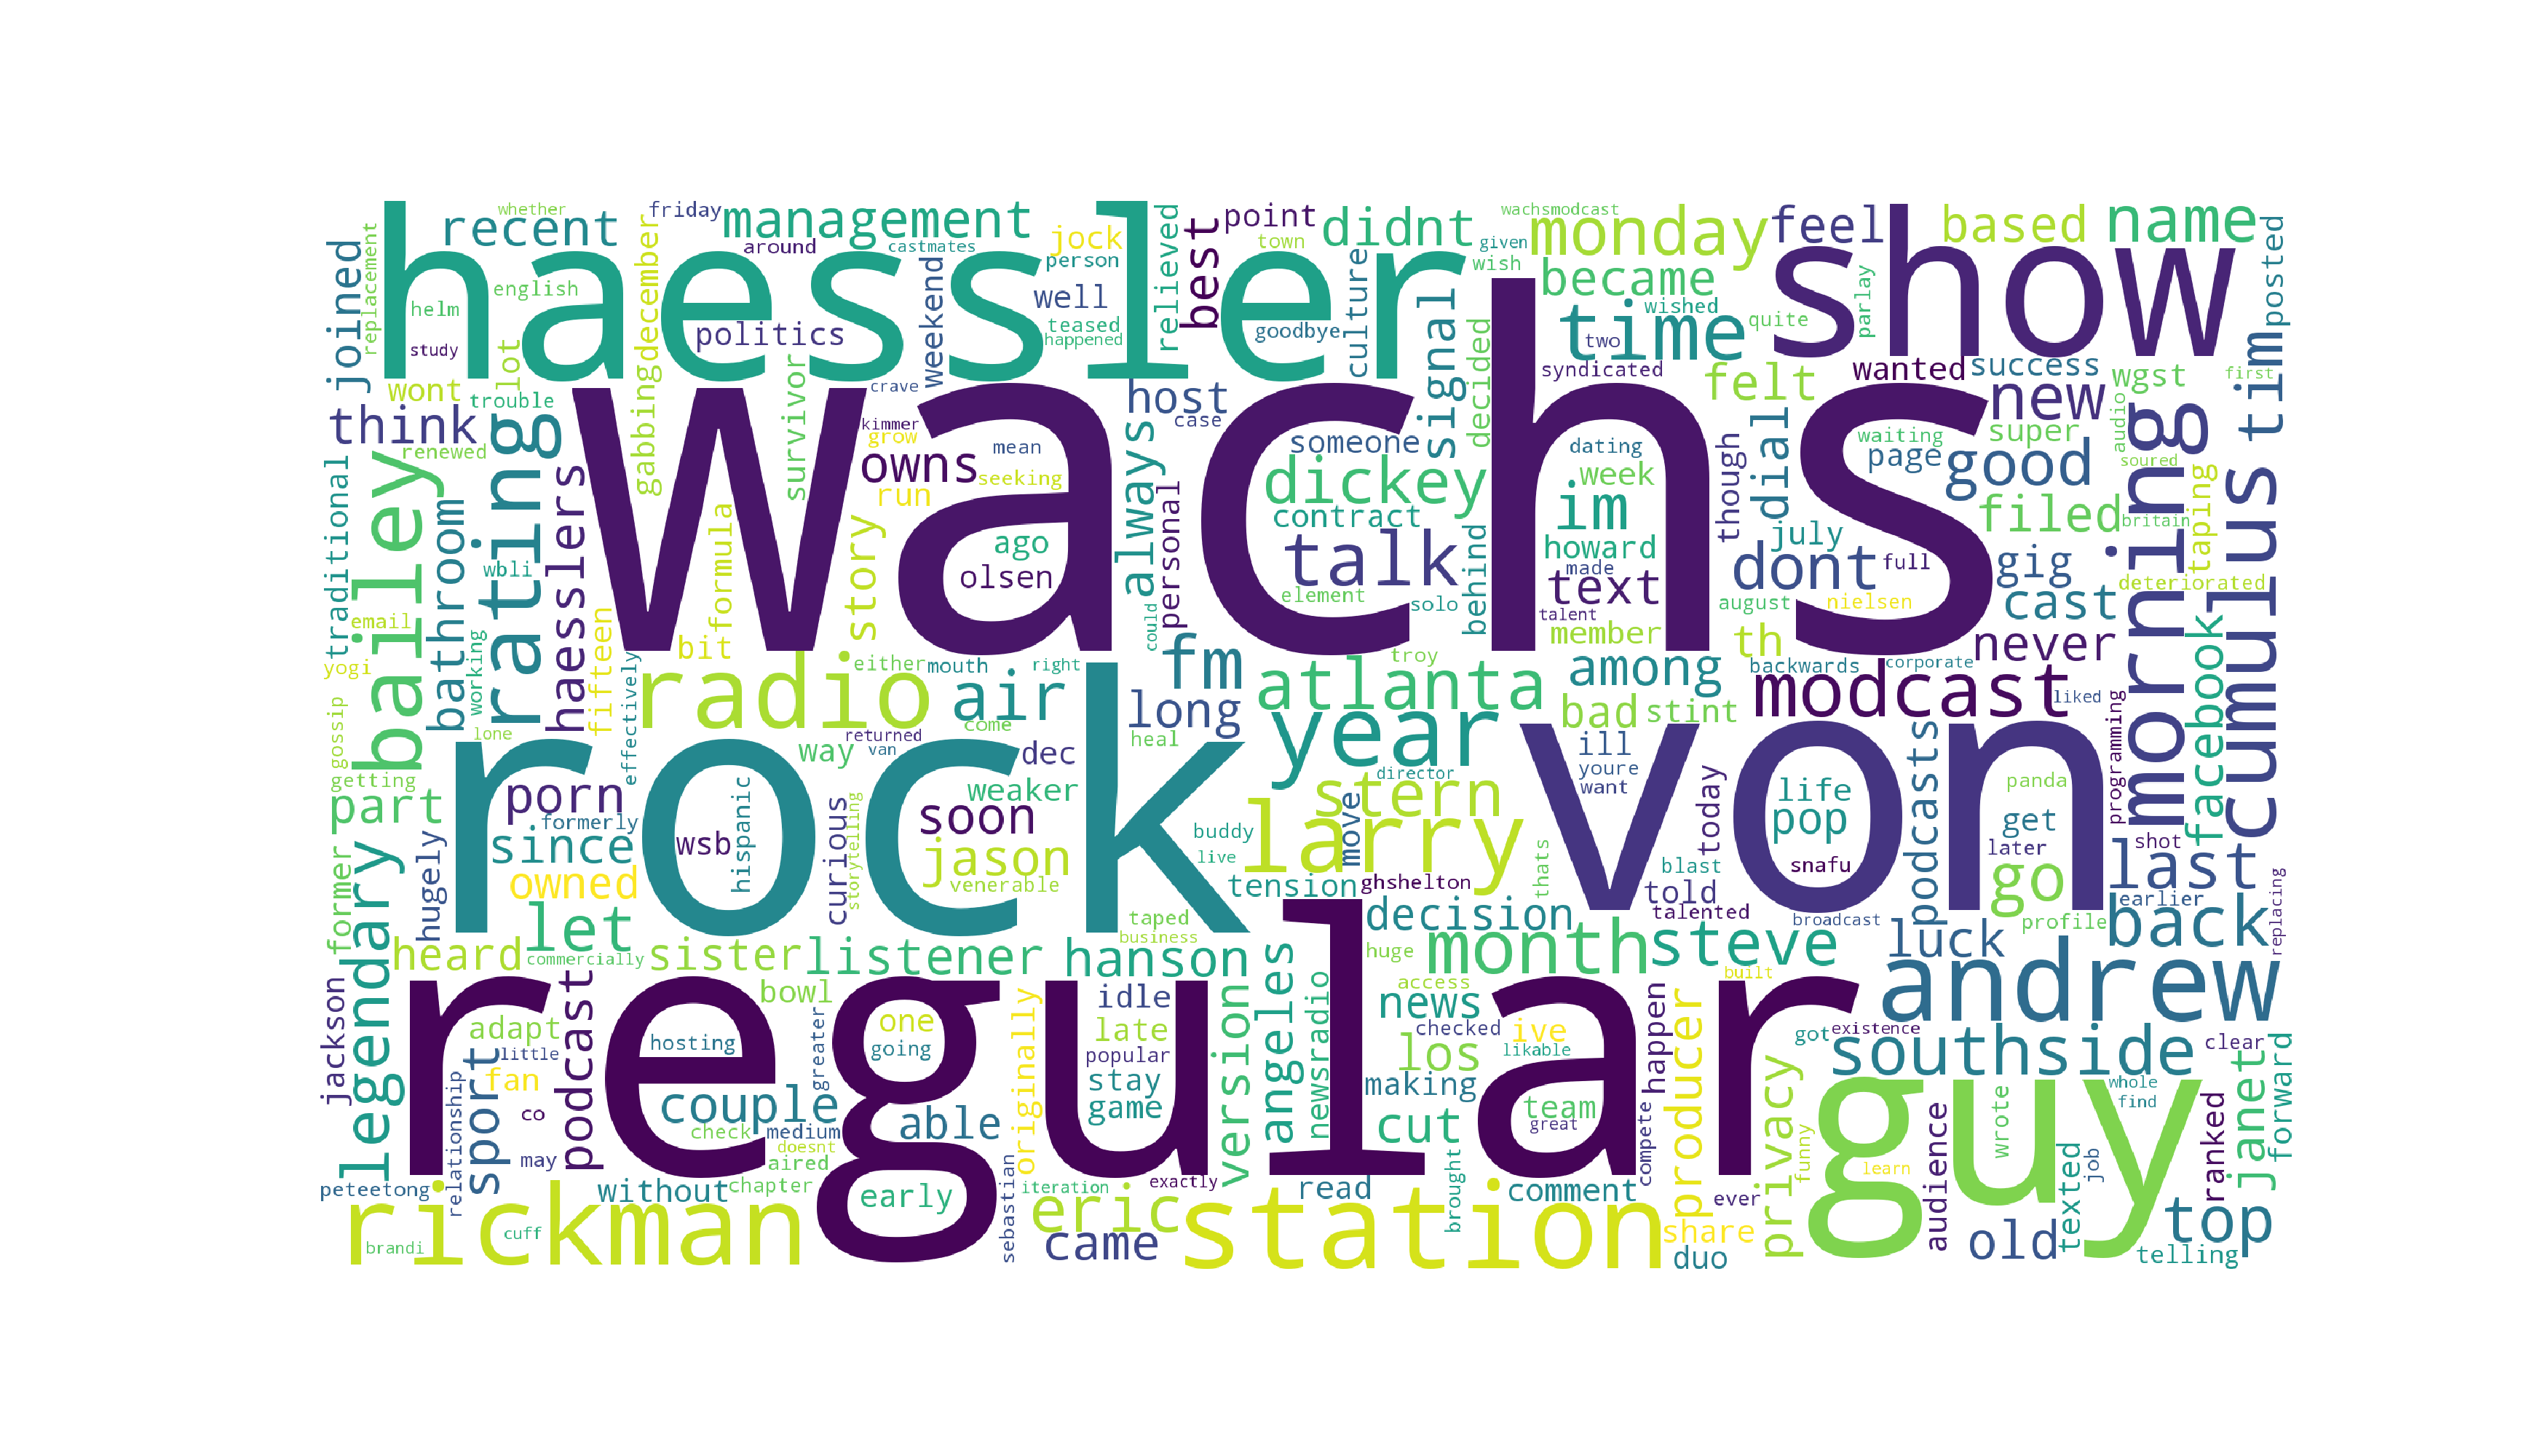 wachs
rock
regular
haessler
von
show
guy
station
rickman
andrew
morning
cumulus
radio
bailey
rating
larry
year
modcast
atlanta
legendary
southside
talk
time
monday
management
month
steve
stern
dickey
hanson
listener
recent
based
name
new
tim
think
joined
didnt
became
feel
felt
im
dont
dial
good
filed
owns
haesslers
story
always
host
signal
best
fm
air
long
bathroom
among
bad
text
th
never
cast
gig
facebook
last
go
back
top
old
janet
privacy
producer
eric
came
version
angeles
los
cut
news
decision
luck
podcasts
pop
jason
soon
porn
since
owned
let
heard
part
sister
podcast
sport
couple
able
whether
friday
around
castmates
jock
person
point
town
wachsmodcast
given
wish
wished
quite
parlay
two
syndicated
wanted
success
wgst
first
posted
replacement
english
helm
study
wont
lot
trouble
renewed
traditional
gabbing
december
politics
weekend
survivor
crave
kimmer
grow
mean
seeking
run
well
teased
happened
relieved
goodbye
culture
case
someone
contract
decided
behind
personal
element
solo
could
ago
olsen
formula
bit
fifteen
wbli
email
yogi
gossip
getting
working
lone
effectively
dating
week
howard
made
talent
member
though
july
august
nielsen
full
waiting
page
super
audio
soured
taping
britain
deteriorated
backwards
corporate
liked
programming
troy
stint
either
mouth
right
come
returned
van
way
dec
weaker
heal
ill
youre
want
director
today
life
panda
get
later
snafu
shot
earlier
replacing
profile
formerly
wsb
hispanic
curious
storytelling
venerable
buddy
live
move
tension
ghshelton
thats
blast
told
talented
broadcast
taped
business
former
hugely
commercially
jackson
adapt
little
fan
co
may
relationship
peteetong
brandi
cuff
hosting
check
medium
doesnt
aired
chapter
without
bowl
greater
one
going
early
originally
sebastian
idle
late
popular
stay
game
iteration
exactly
newsradio
huge
access
checked
ive
likable
making
team
great
read
brought
comment
compete
happen
built
ever
share
duo
funny
got
existence
clear
forward
whole
find
wrote
learn
audience
texted
job
ranked
telling